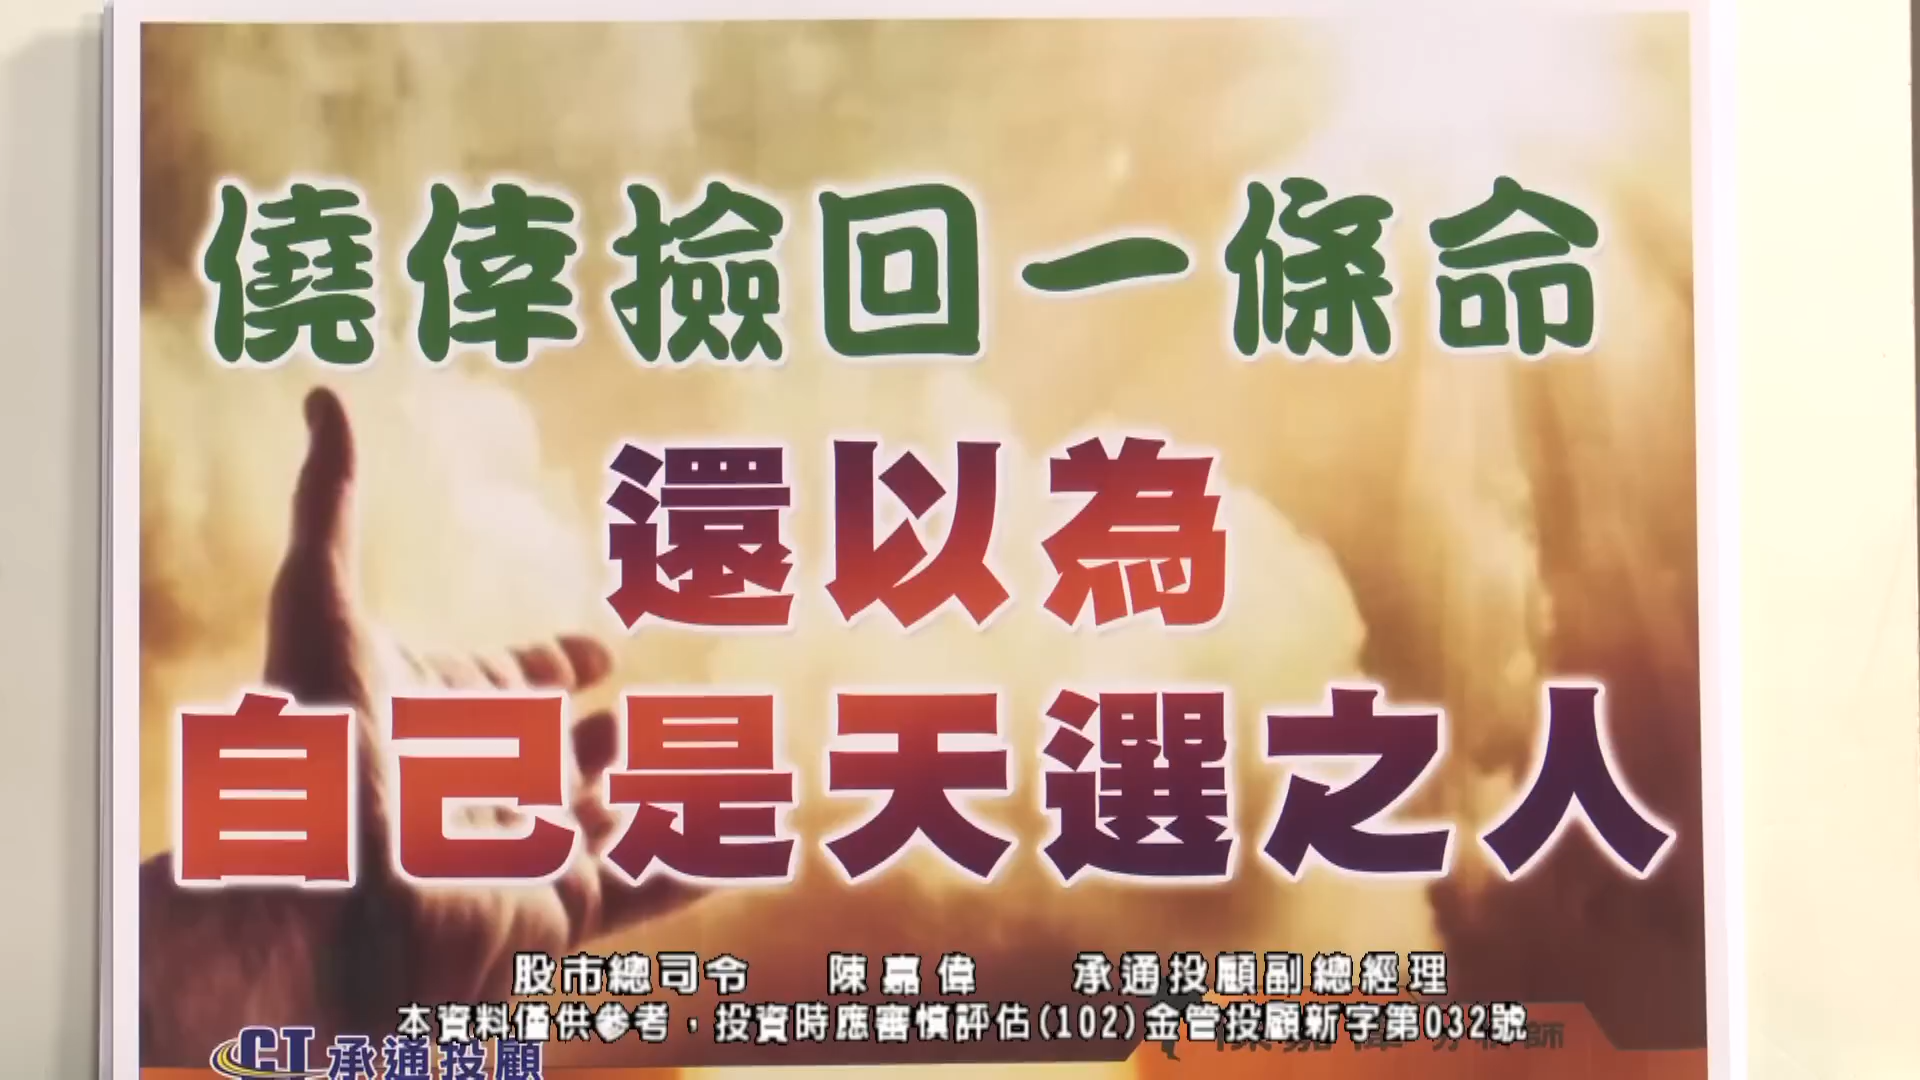 僥倖撿回一條命
還以為
自己是天選之人
股市總司令 陳嘉偉 承通投顧副總經理
本資料僅供參考，投資時應審慎評估(102)金管投顧新字第032號
CT承通投顧